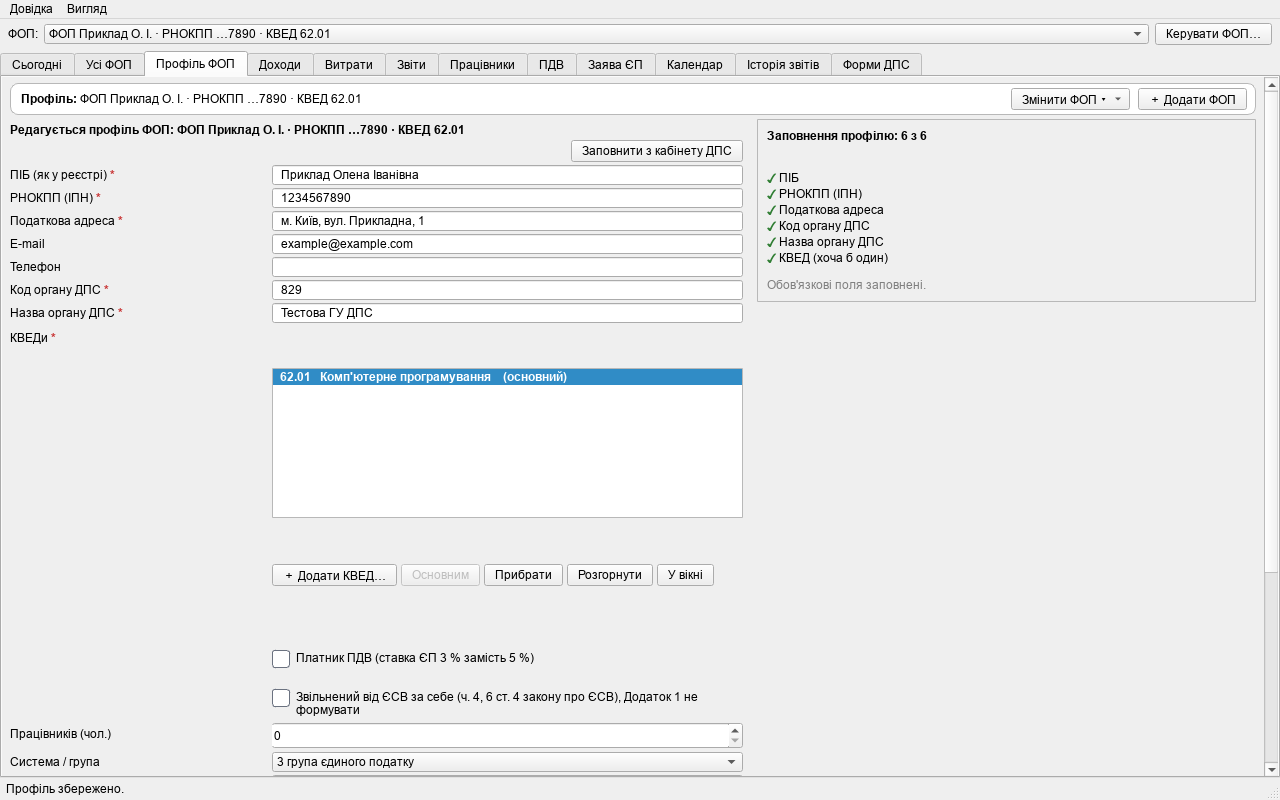 Довідка Вигляд
ФОП: ФОП Приклад О. І. · РНОКПП …7890 · КВЕД 62.01 Керувати ФОП…
Сьогодні Усі ФОП Профіль ФОП Доходи Витрати Звіти Працівники ПДВ Заява ЄП Календар Історія звітів Форми ДПС
Профіль: ФОП Приклад О. І. · РНОКПП …7890 · КВЕД 62.01 Змінити ФОП + Додати ФОП
Редагується профіль ФОП: ФОП Приклад О. І. · РНОКПП …7890 · КВЕД 62.01
Заповнити з кабінету ДПС
ПІБ (як у реєстрі) * Приклад Олена Іванівна
РНОКПП (ІПН) * 1234567890
Податкова адреса * м. Київ, вул. Прикладна, 1
E-mail example@example.com
Телефон
Код органу ДПС * 829
Назва органу ДПС * Тестова ГУ ДПС
КВЕДи *
62.01 Комп'ютерне програмування (основний)
+ Додати КВЕД… Основним Прибрати Розгорнути У вікні
Платник ПДВ (ставка ЄП 3 % замість 5 %)
Звільнений від ЄСВ за себе (ч. 4, 6 ст. 4 закону про ЄСВ), Додаток 1 не
формувати
Працівників (чол.) 0
Система / група 3 група єдиного податку
Заповнення профілю: 6 з 6
✓ ПІБ
✓ РНОКПП (ІПН)
✓ Податкова адреса
✓ Код органу ДПС
✓ Назва органу ДПС
✓ КВЕД (хоча б один)
Обов'язкові поля заповнені.
Профіль збережено.